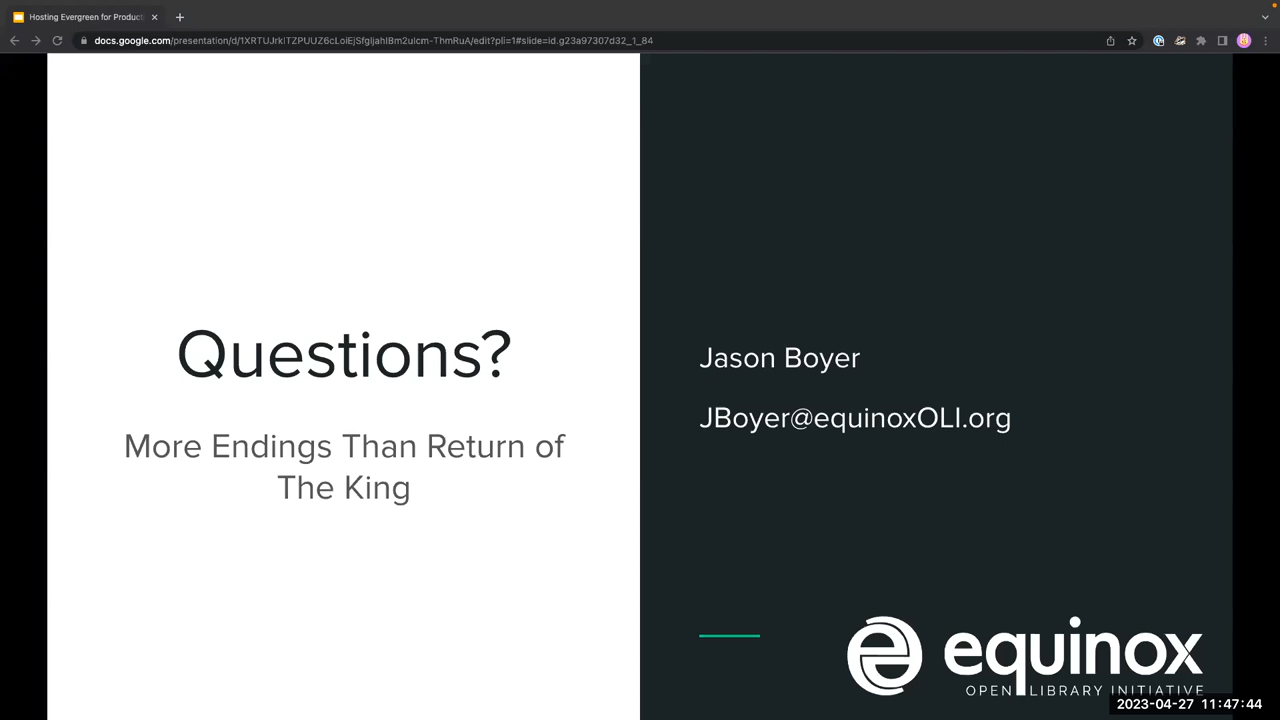 Hosting Evergreen for Product
docs.google.com/presentation/d/1XRTUJrkITZPUUZ6cLoiEjSfgljahIBm2ulcm-ThmRuA/edit?pli=1#slide=id.g23a97307d32_1_84
Questions?
More Endings Than Return of
The King
Jason Boyer
JBoyer@equinoxOLI.org
equinox
OPEN LIBRARY INITIATIVE
2023-04-27 11:47:44